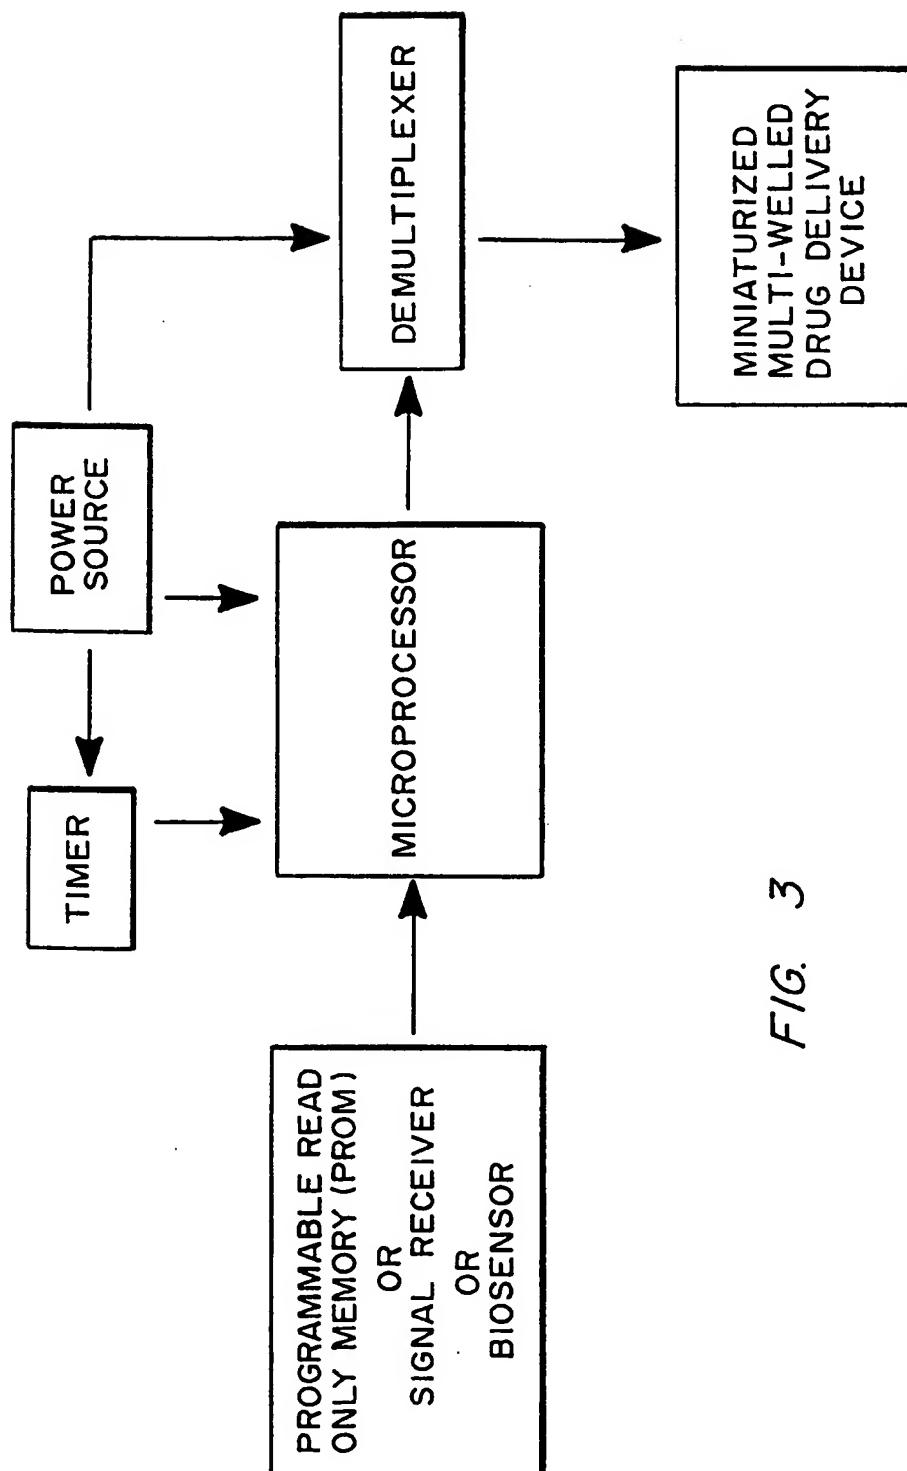 TIMER
POWER
SOURCE
PROGRAMMABLE READ
ONLY MEMORY (PROM)
OR
SIGNAL RECEIVER
OR
BIOSENSOR
MICROPROCESSOR
DEMULTIPLEXER
MINIATURIZED
MULTI-WELLED
DRUG DELIVERY
DEVICE
FIG. 3